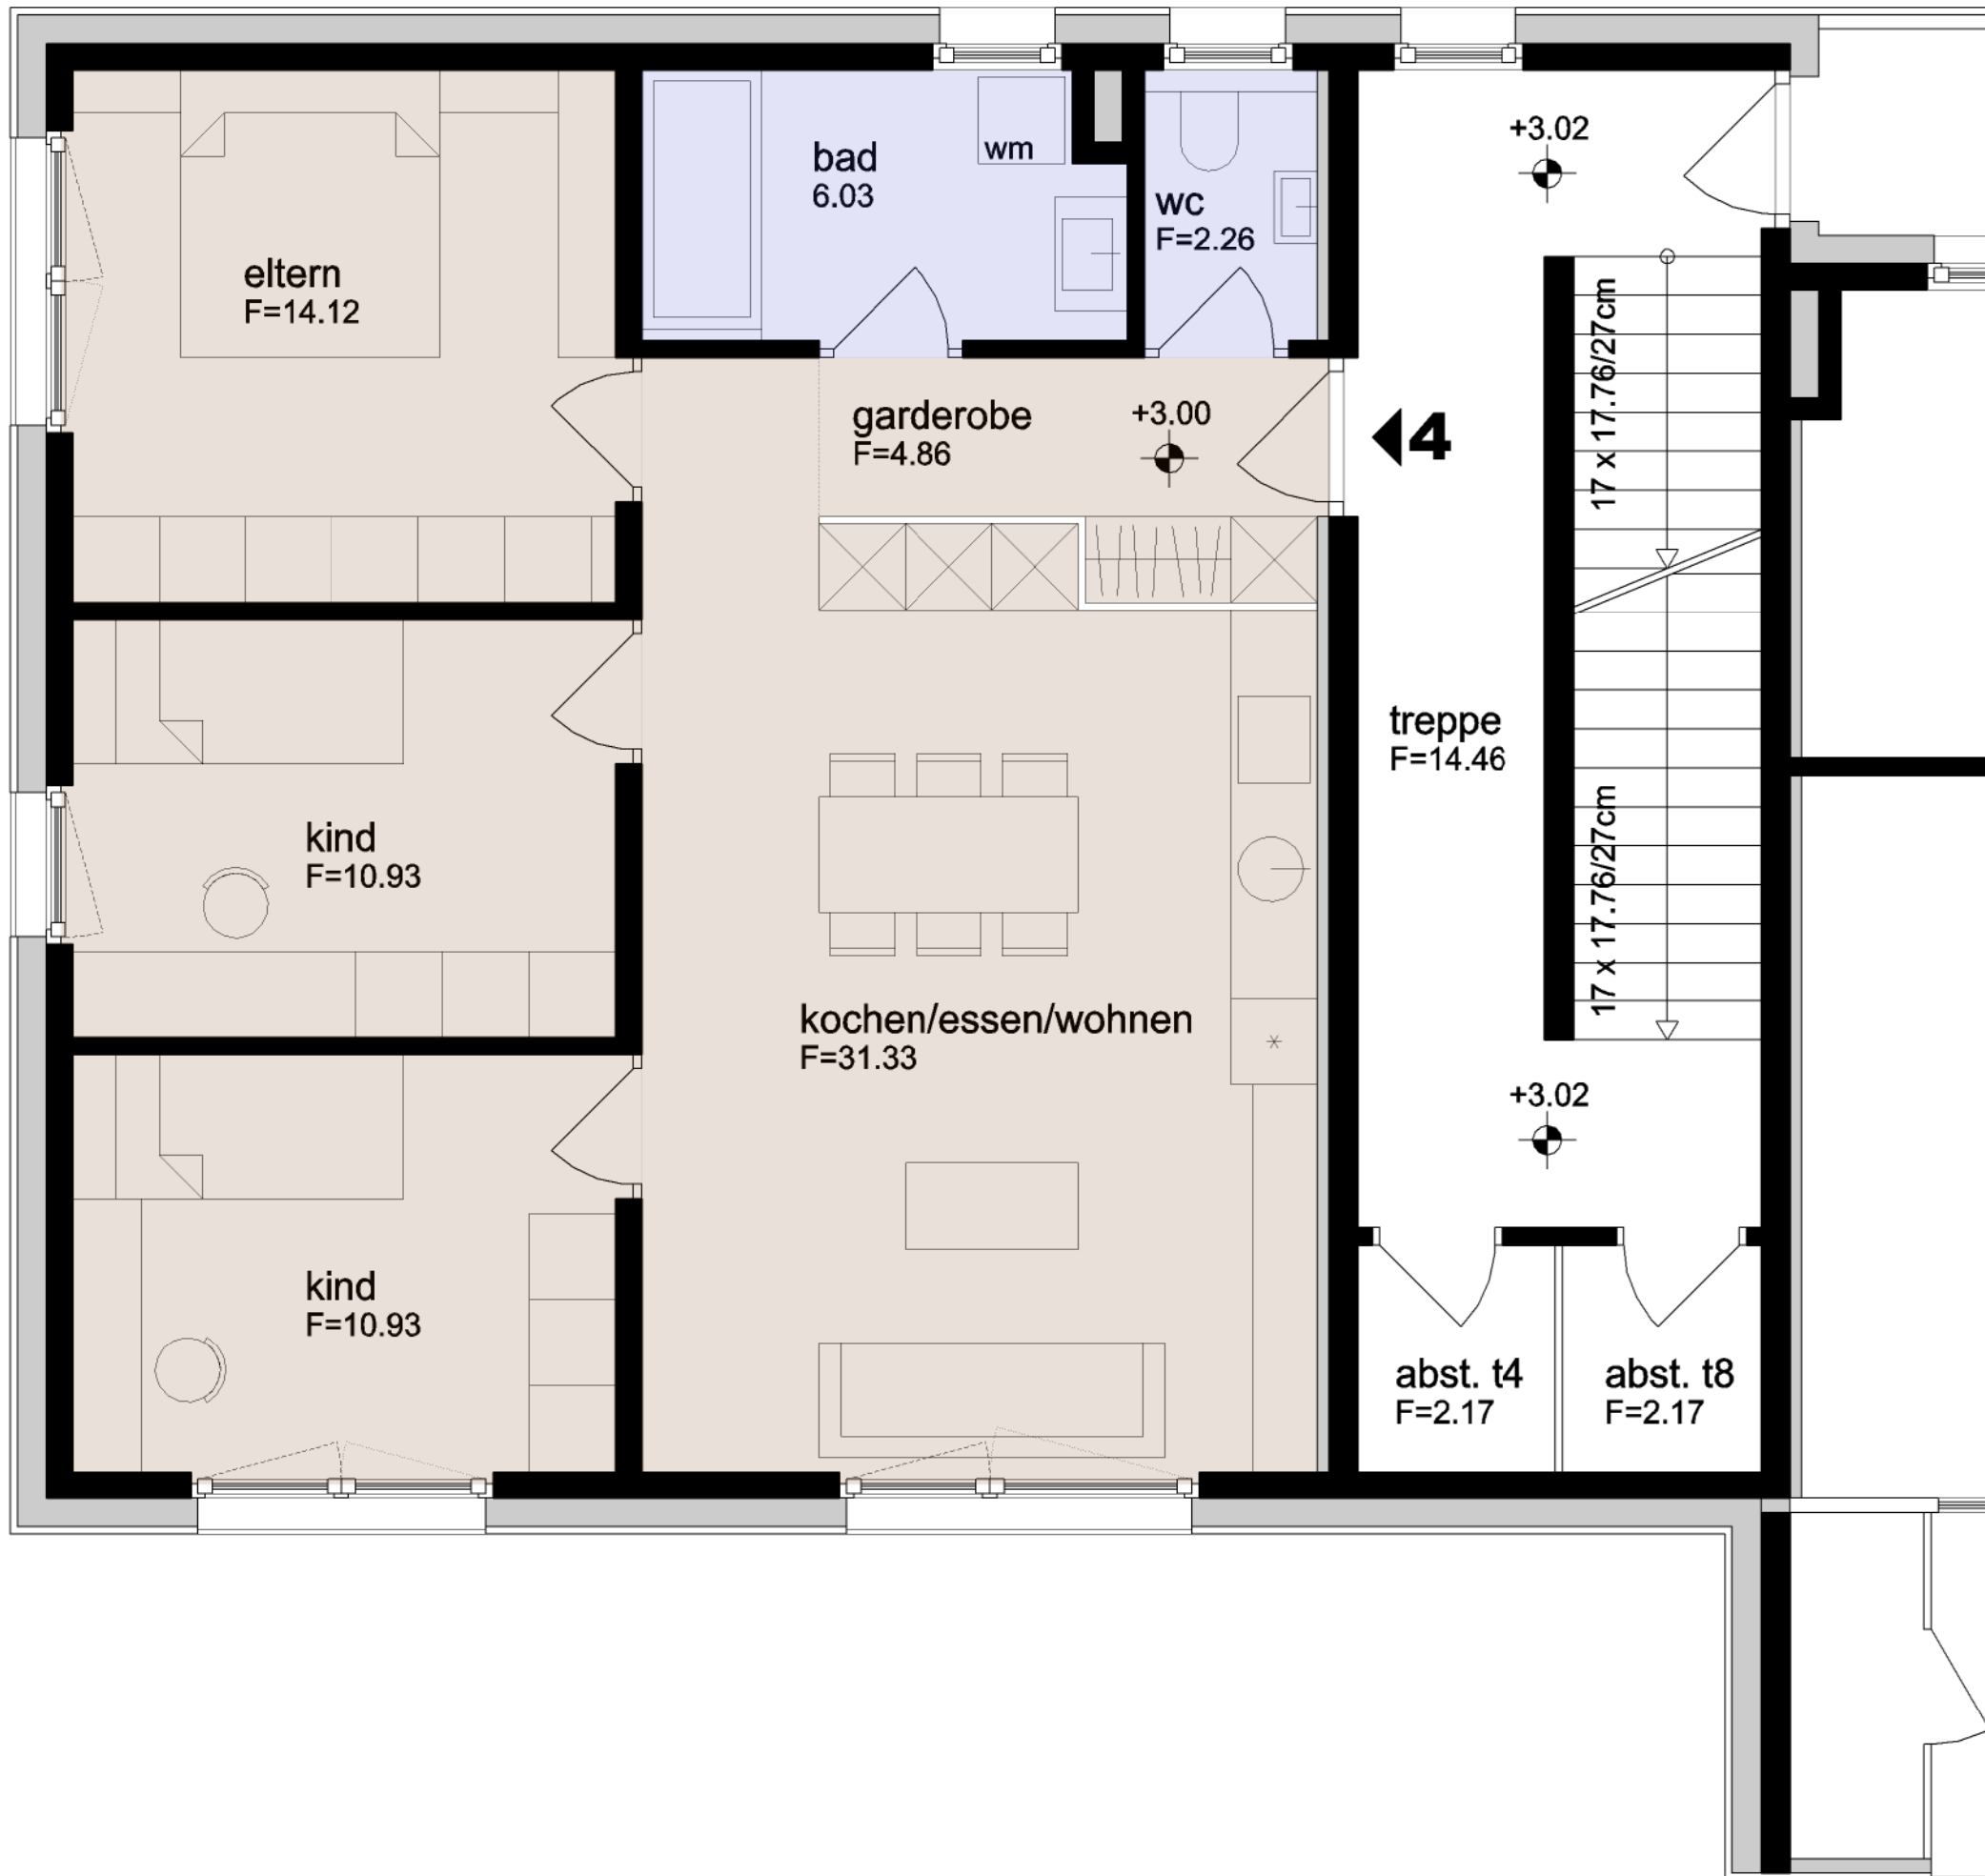 +3.02
bad
6.03
wm
wc
F=2.26
eltern
F=14.12
17 x 17.76/27cm
garderobe
F=4.86
+3.00
4
treppe
F=14.46
kind
F=10.93
17 x 17.76/27cm
kochen/essen/wohnen
F=31.33
+3.02
kind
F=10.93
abst. t4
F=2.17
abst. t8
F=2.17